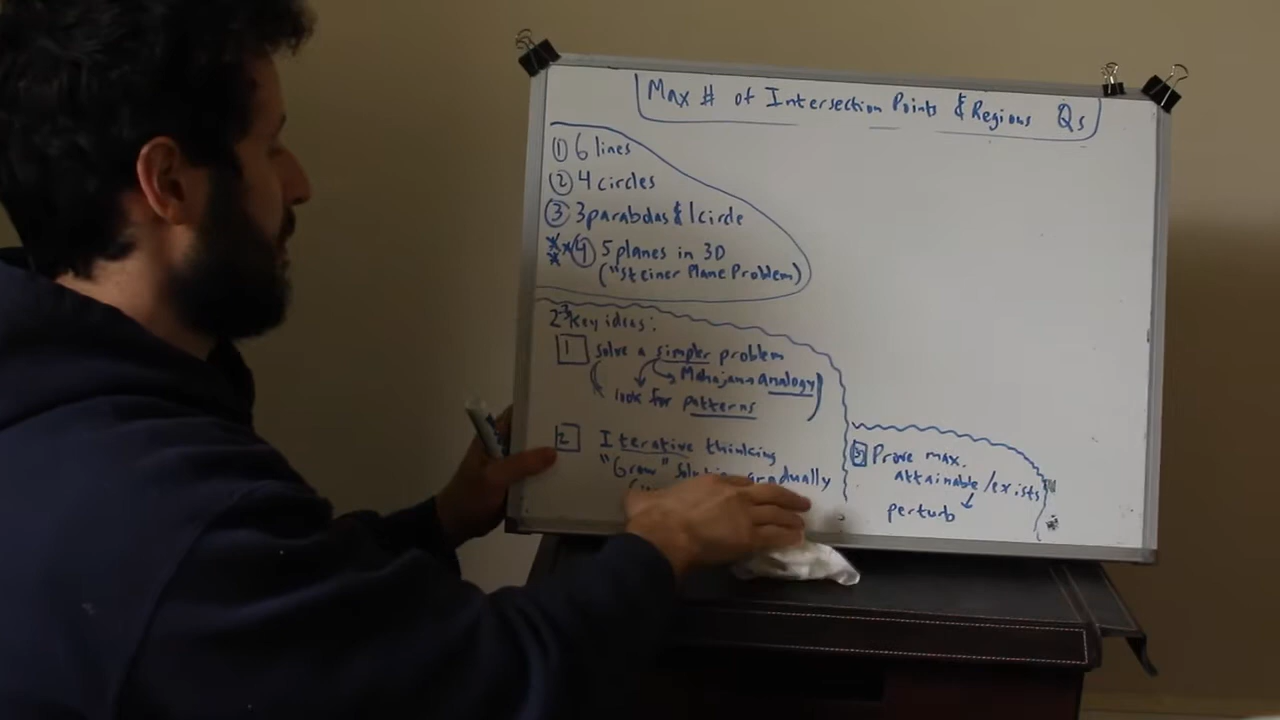 Max # of Intersection Points & Regions Qs
① 6 lines
② 4 circles
③ 3 parabolas & 1 circle
④ 5 planes in 3D
("Steiner Plane Problem)
Key ideas:
1 Solve a simpler problem
Mahajan analogy
look for patterns
2 Iterative thinking
"Grow" gradually
3 Prove max.
attainable/exists
perturb